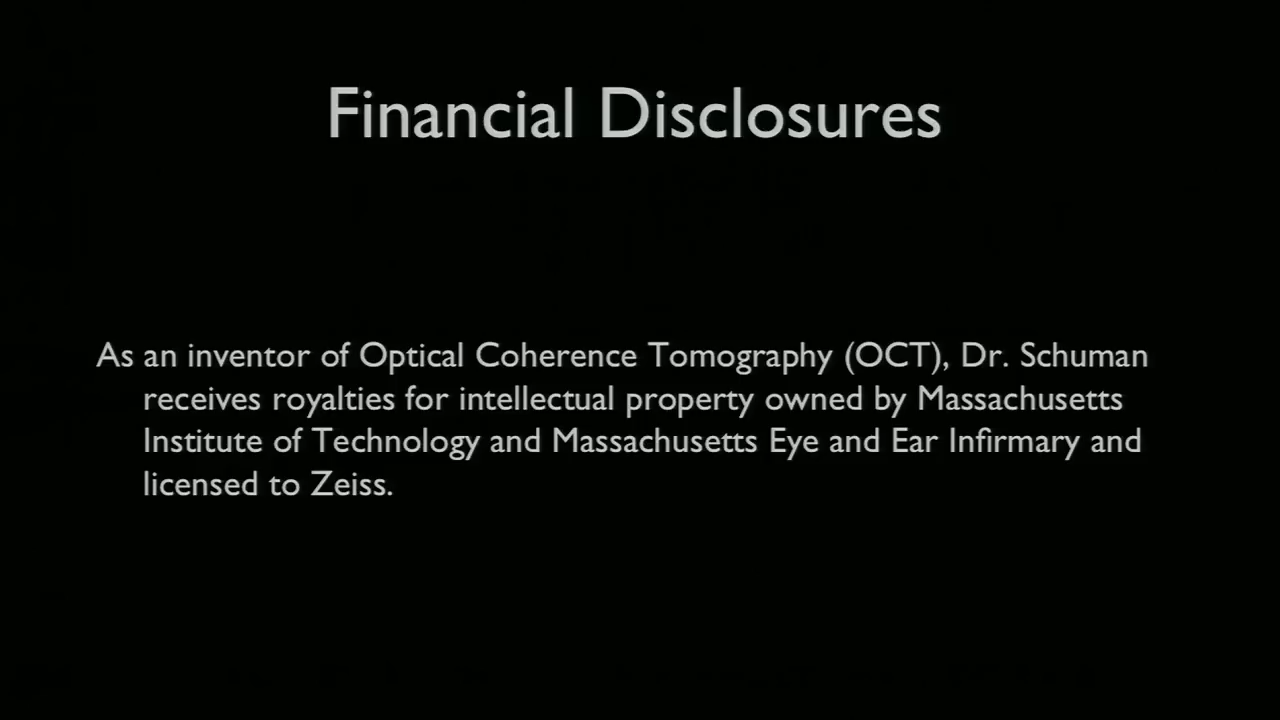 Financial Disclosures
As an inventor of Optical Coherence Tomography (OCT), Dr. Schuman
receives royalties for intellectual property owned by Massachusetts
Institute of Technology and Massachusetts Eye and Ear Infirmary and
licensed to Zeiss.